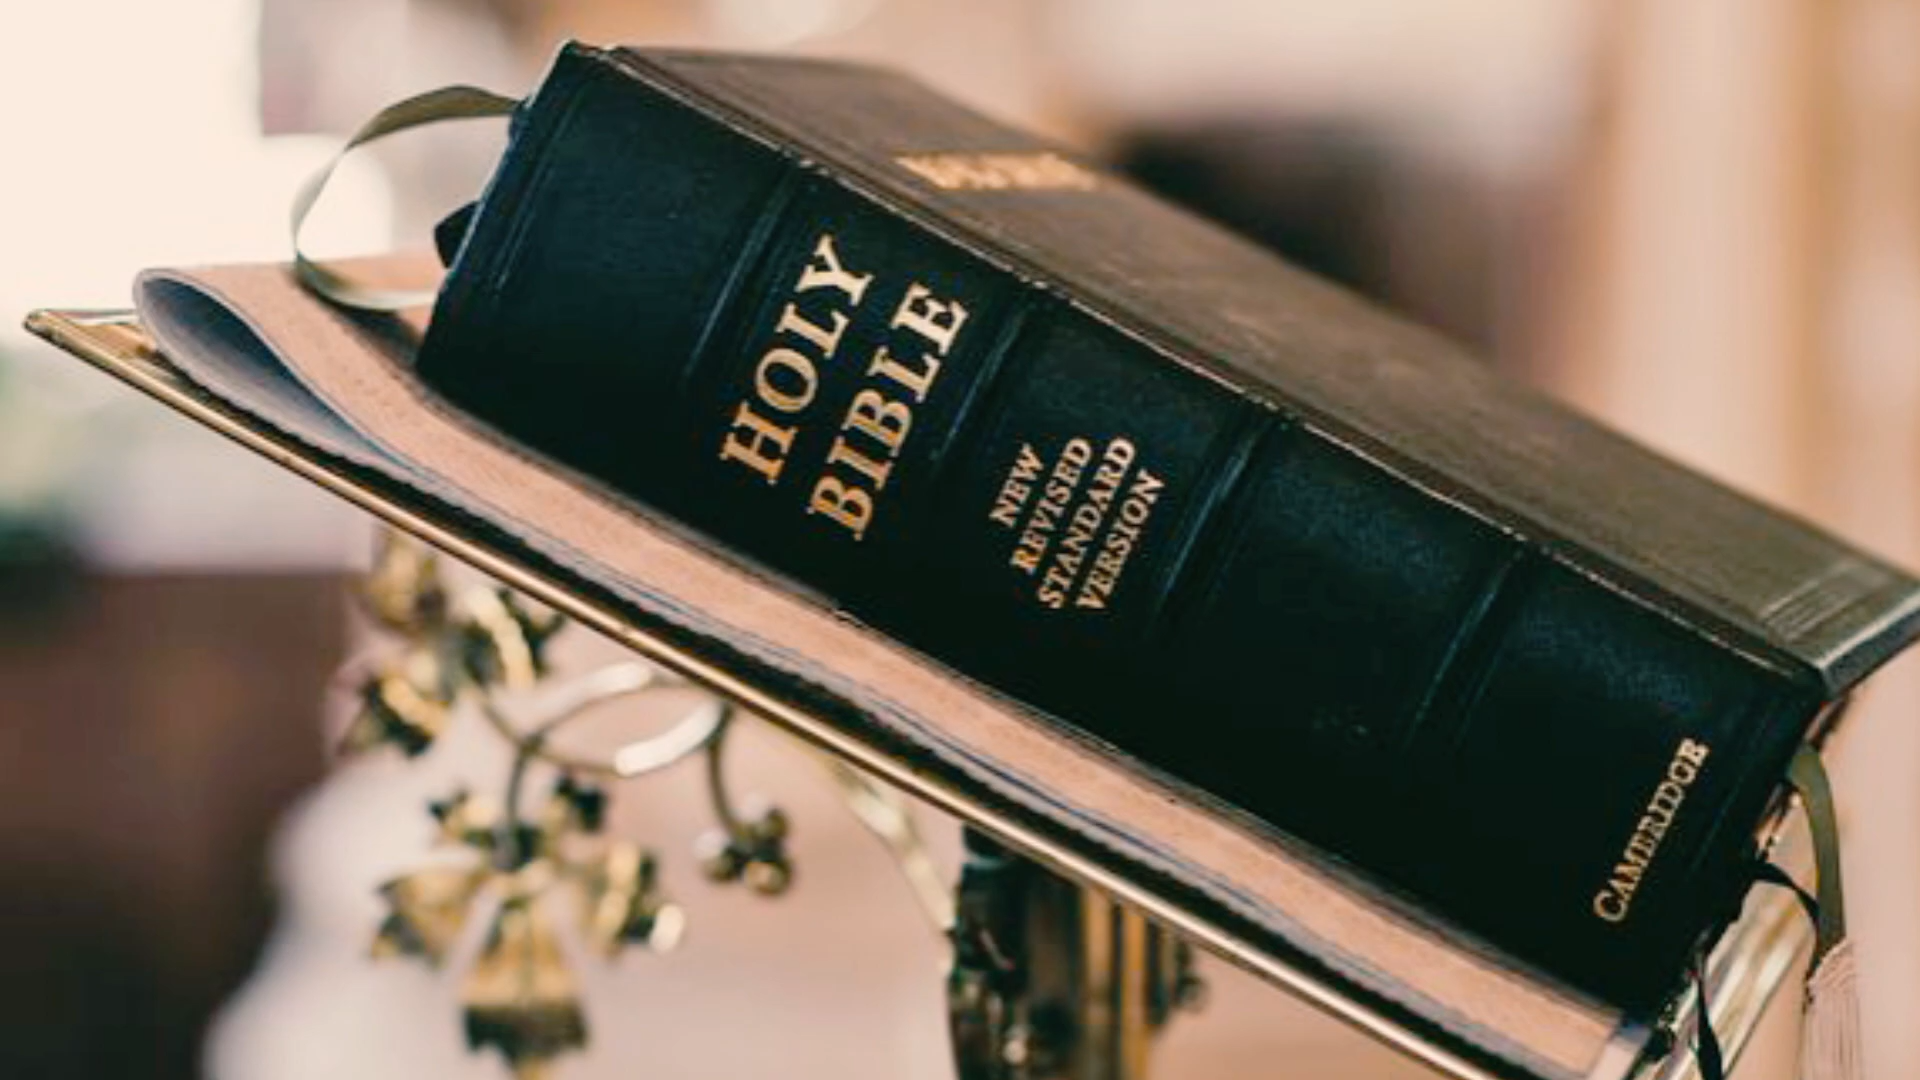 HOLY
BIBLE
NEW
REVISED
STANDARD
VERSION
CAMBRIDGE